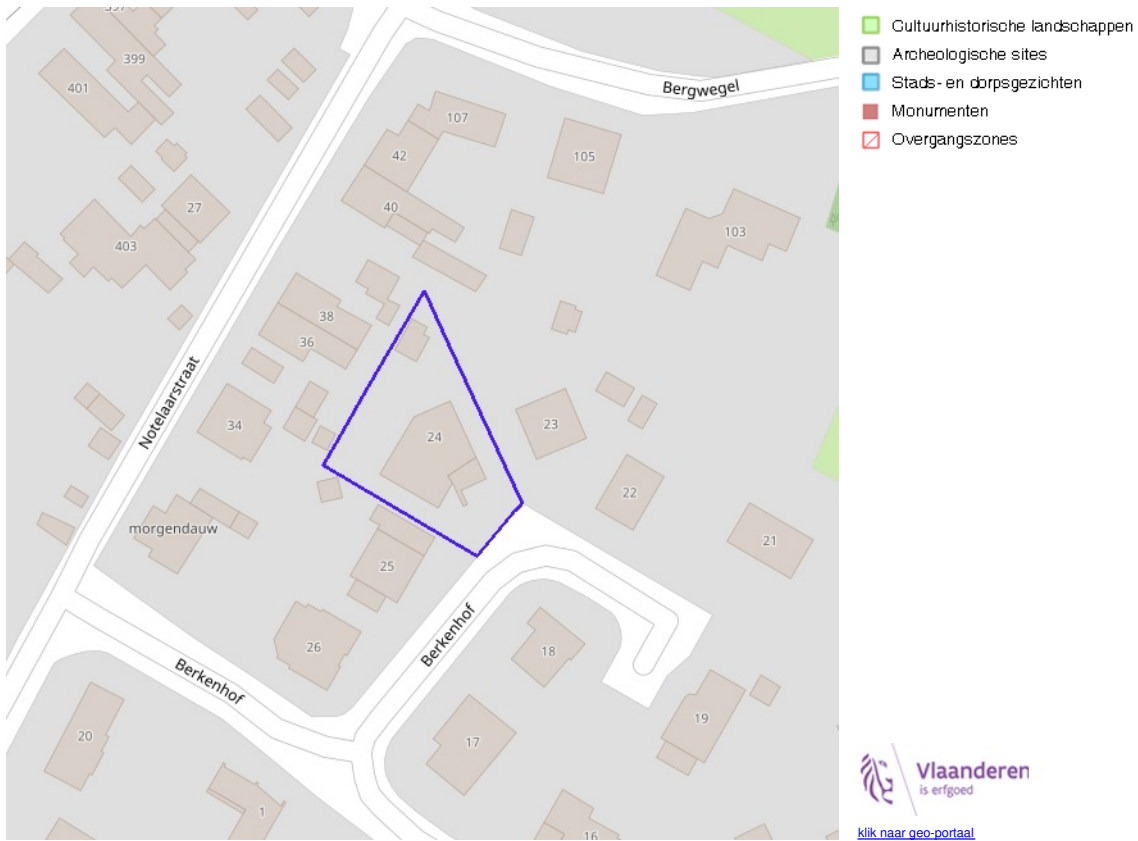 399
401
Bergwegel
107
42
105
40
27
403
103
38
36
Notelaarstraat
34
24
23
22
morgendauw
21
25
26
Berkenhof
18
Berkenhof
19
20
17
1
16
Cultuurhistorische landschappen
Archeologische sites
Stads- en dorpsgezichten
Monumenten
Overgangszones
Vlaanderen
is erfgoed
klik naar geo-portaal